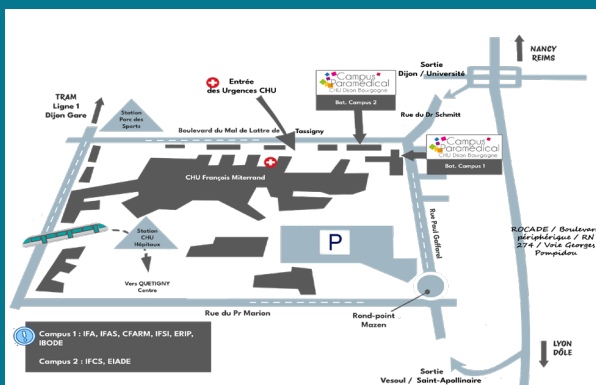 NANCY
REIMS
Sortie
Dijon / Université
Entrée
des Urgences CHU
Campus
Paramédical
CHU Dijon Bourgogne
Bat. Campus 2
TRAM
Ligne 1
Dijon Gare
Station
Parc des
Sports
Rue du Dr Schmitt
Boulevard du Mal de Lattre de Tassigny
Campus
Paramédical
CHU Dijon Bourgogne
Bat. Campus 1
CHU François Miterrand
Rue Paul Gaffarel
Station
CHU
Hôpitaux
P
ROCADE / Boulevard
périphérique / RN
274 / Voie Georges
Pompidou
Vers QUETIGNY
Centre
Rue du Pr Marion
Rond-point
Mazen
Campus 1 : IFA, IFAS, CFARM, IFSI, ERIP,
IBODE
Campus 2 : IFCS, EIADE
LYON
DÔLE
Sortie
Vesoul / Saint-Apollinaire